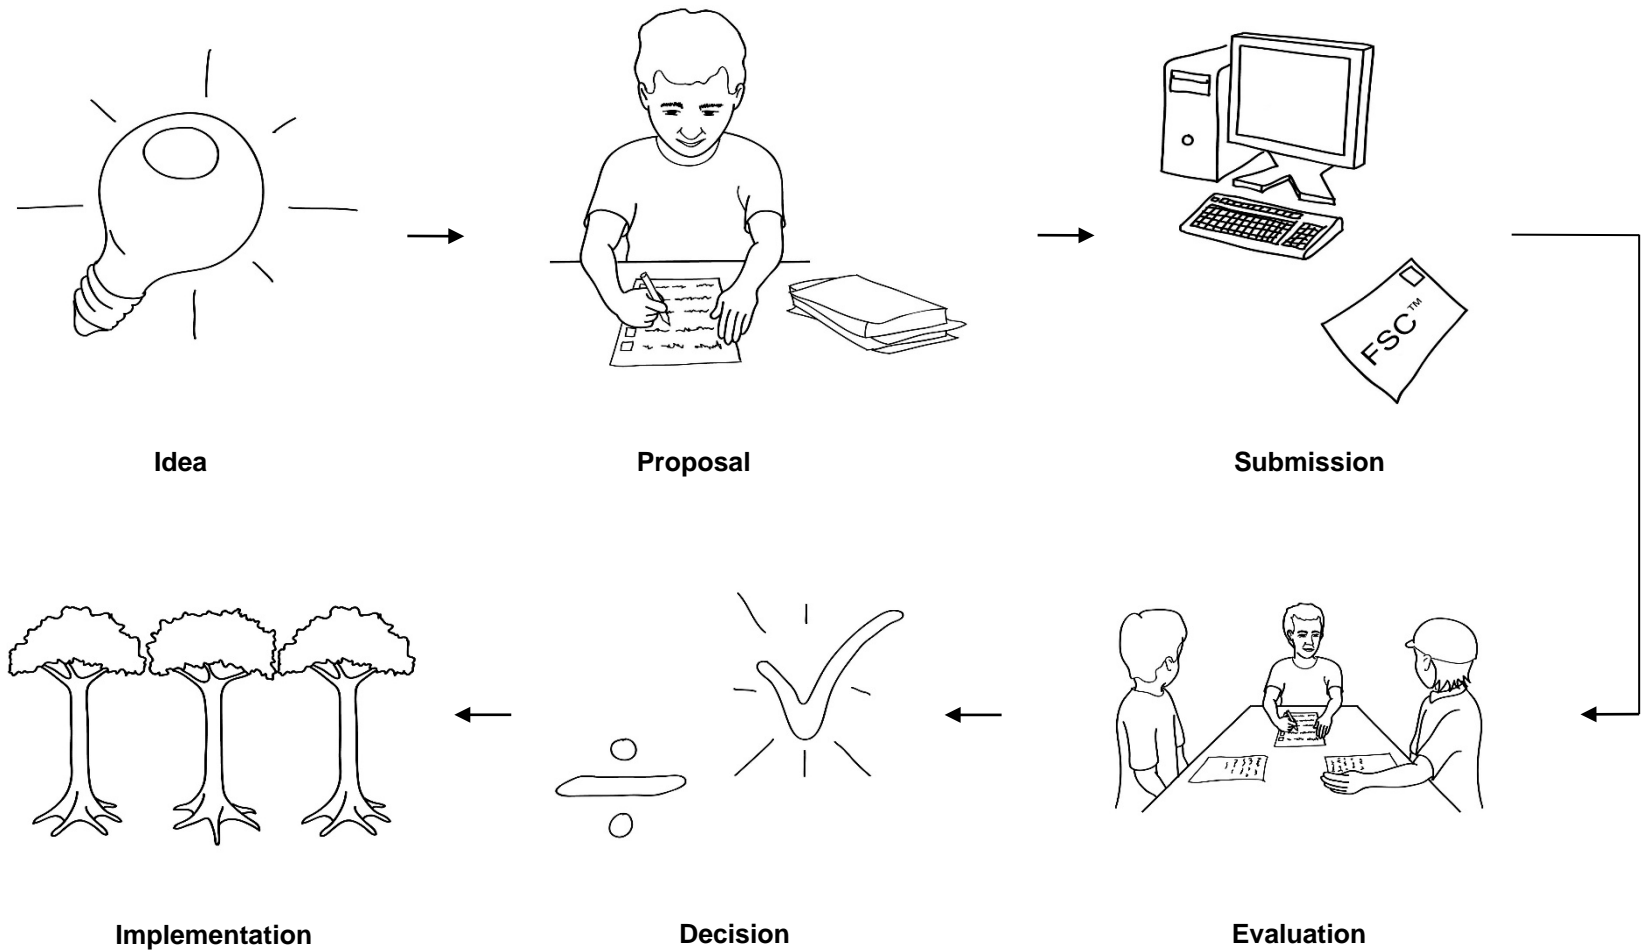 FSC™
Idea
Proposal
Submission
Implementation
Decision
Evaluation